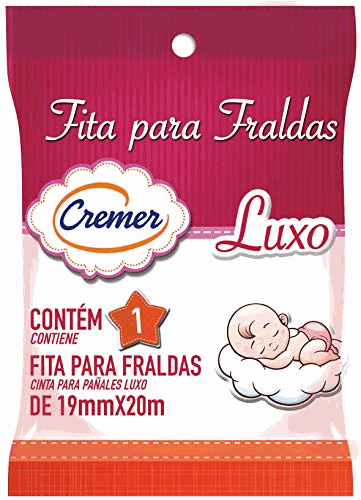 Fita para Fraldas
Cremer
Luxo
CONTÉM 1
CONTIENE
FITA PARA FRALDAS
CINTA PARA PAÑALES LUXO
DE 19mmX20m